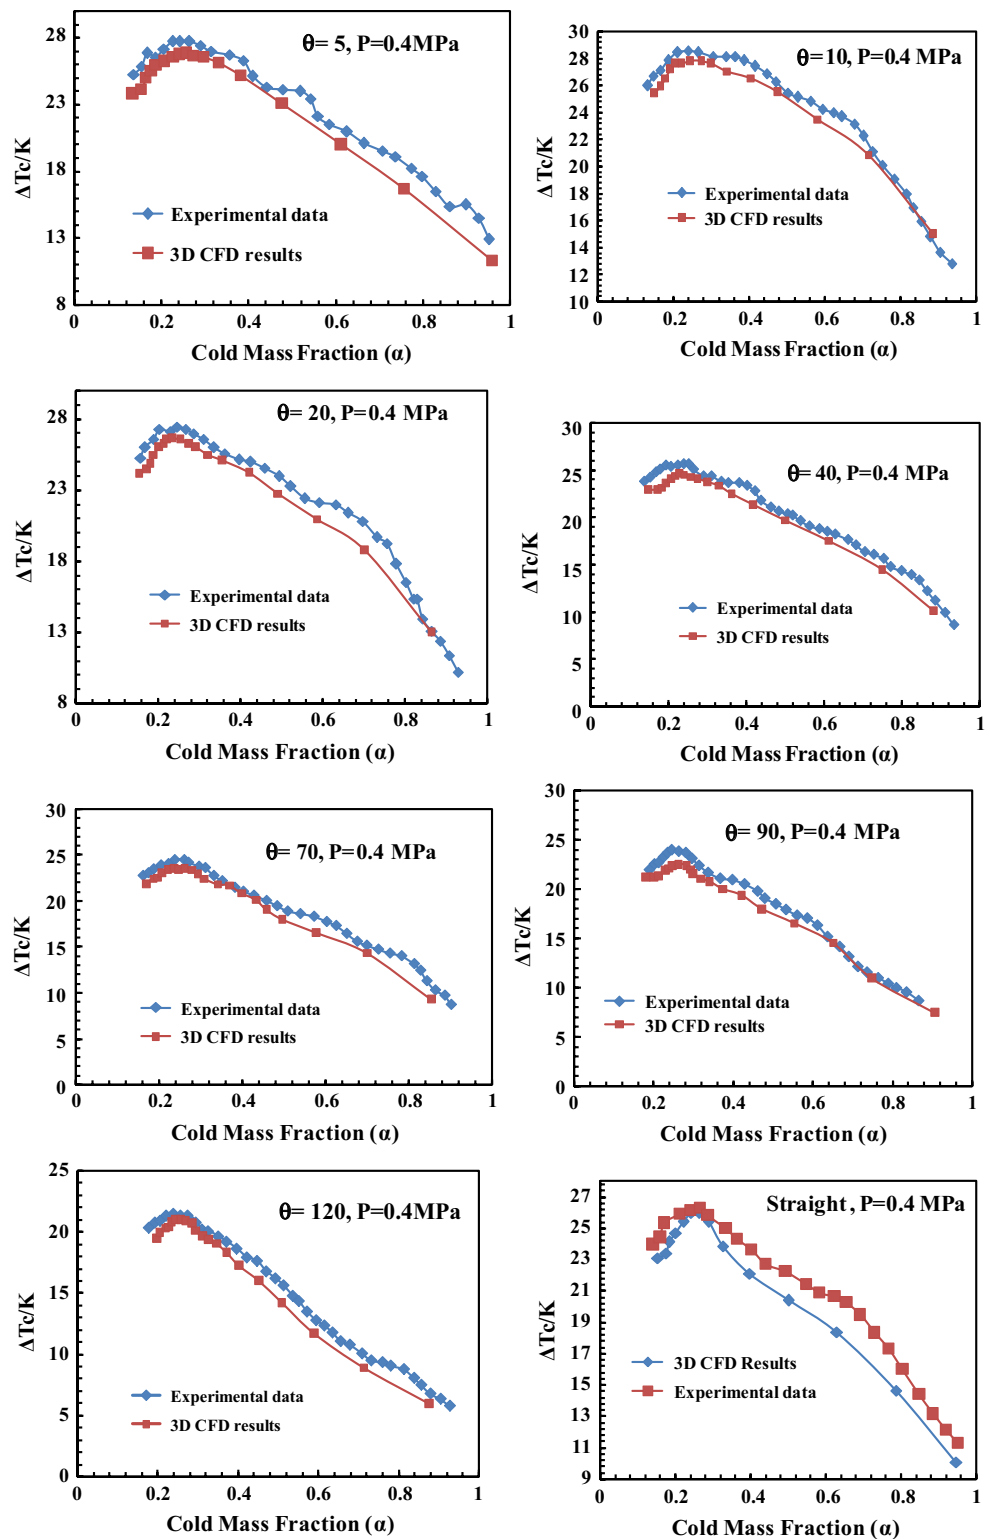 28
23
18
13
8
0
0.2
0.4
0.6
0.8
1
ΔTc/K
Cold Mass Fraction (α)
θ= 5, P=0.4MPa
Experimental data
3D CFD results
30
28
26
24
22
20
18
16
14
12
10
0
0.2
0.4
0.6
0.8
1
ΔTc/K
Cold Mass Fraction (α)
θ=10, P=0.4 MPa
Experimental data
3D CFD results
28
23
18
13
8
0
0.2
0.4
0.6
0.8
1
ΔTc/K
Cold Mass Fraction (α)
θ= 20, P=0.4 MPa
Experimental data
3D CFD results
30
25
20
15
10
5
0
0
0.2
0.4
0.6
0.8
1
ΔTc/K
Cold Mass Fraction (α)
θ= 40, P=0.4 MPa
Experimental data
3D CFD results
30
25
20
15
10
5
0
0
0.2
0.4
0.6
0.8
1
ΔTc/K
Cold Mass Fraction (α)
θ= 70, P=0.4 MPa
Experimental data
3D CFD results
30
25
20
15
10
5
0
0
0.2
0.4
0.6
0.8
1
ΔTc/K
Cold Mass Fraction (α)
θ= 90, P=0.4 MPa
Experimental data
3D CFD results
25
20
15
10
5
0
0
0.2
0.4
0.6
0.8
1
ΔTc/K
Cold Mass Fraction (α)
θ= 120, P=0.4MPa
Experimental data
3D CFD results
27
25
23
21
19
17
15
13
11
9
0
0.2
0.4
0.6
0.8
1
ΔTc/K
Cold Mass Fraction (α)
Straight , P=0.4 MPa
3D CFD Results
Experimental data